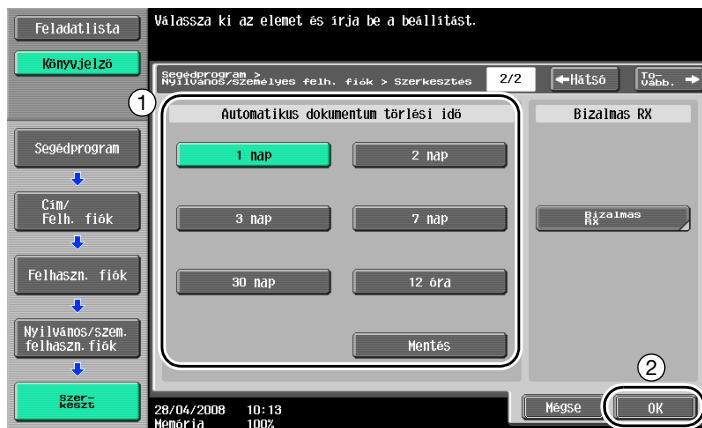 Válassza ki az elemet és írja be a beállítást.
Feladatlista
Könyvjelző
Segédprogram >
Nyilvános/személyes felh. fiók > Szerkesztés
2/2
←Hátsó
To-
vább. →
1
Automatikus dokumentum törlési idő
Bizalmas RX
1 nap
2 nap
3 nap
7 nap
30 nap
12 óra
Mentés
Bizalmas
RX
Segédprogram
Cím/
Felh. fiók
Felhaszn. fiók
Nyilvános/szem.
felhaszn.fiók
Szer-
keszt
2
Mégse
OK
28/04/2008 10:13
Memória 100%